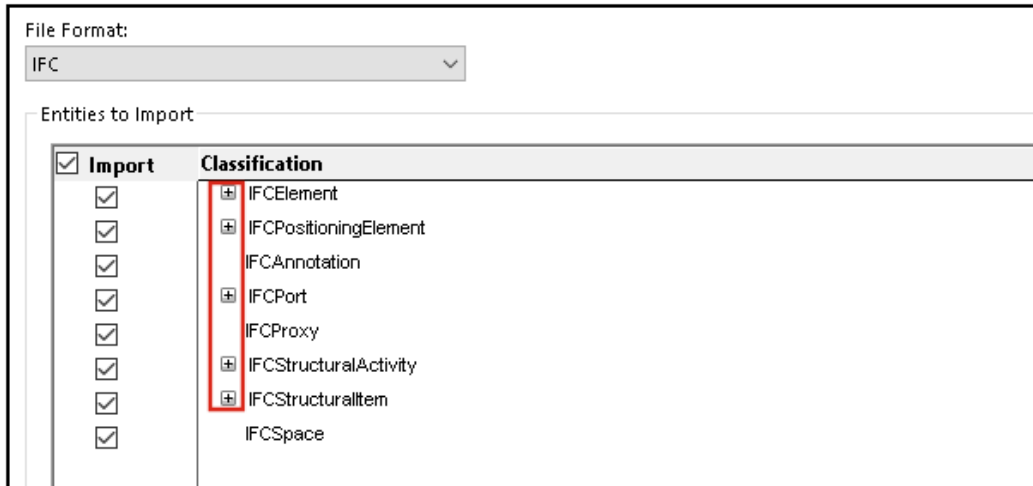 File Format:
IFC
Entities to Import
Import Classification
IFCElement
IFCPositioningElement
IFCAnnotation
IFCPort
IFCProxy
IFCStructuralActivity
IFCStructuralItem
IFCSpace